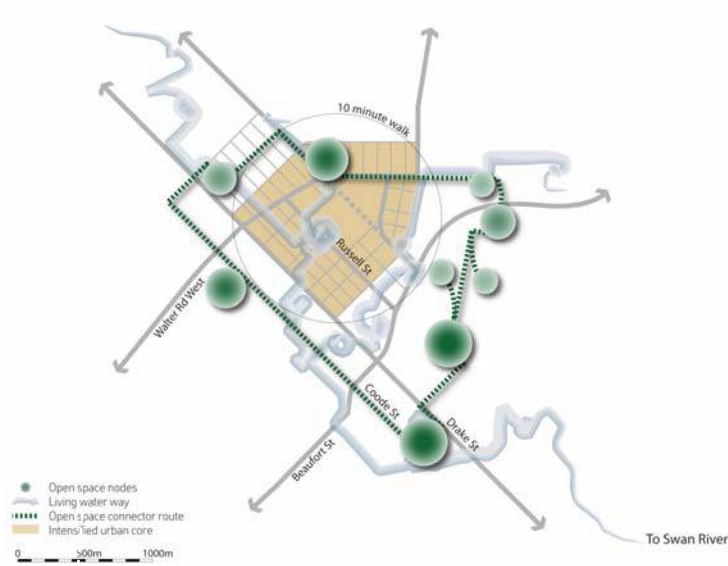 10 minute walk
Russell St
Walter Rd West
Coode St
Drake St
Beaufort St
Open space nodes
Living water way
Open space connector route
Intensified urban core
0 500m 1000m
To Swan River